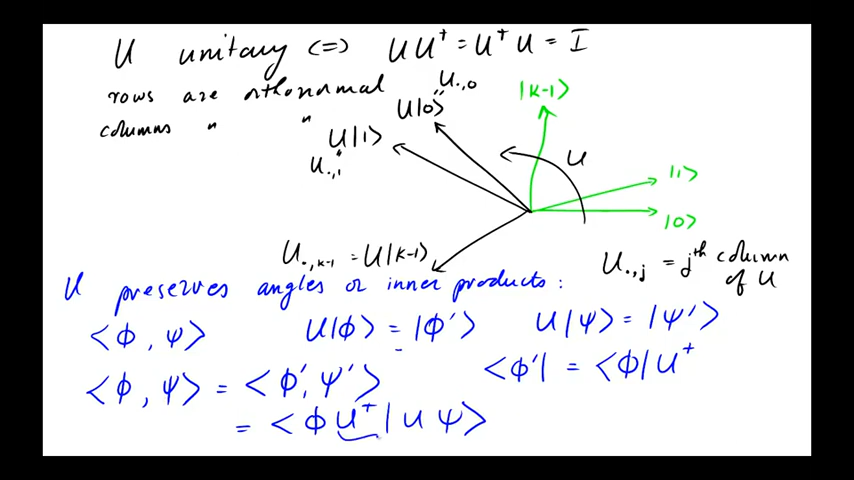 U unitary <=> UU† = U†U = I
rows are orthonormal
columns " "
U.,0
"
U|0>
U|1>
"
U.,1
|k-1>
U
|1>
|0>
U.,k-1 = U|k-1>
U.,j = jth column
of U
U preserves angles or inner products :
<ϕ, ψ> U|ϕ> = |ϕ'> U|ψ> = |ψ'>
<ϕ, ψ> = <ϕ', ψ'> <ϕ'| = <ϕ|U†
= <ϕ U† | U ψ>